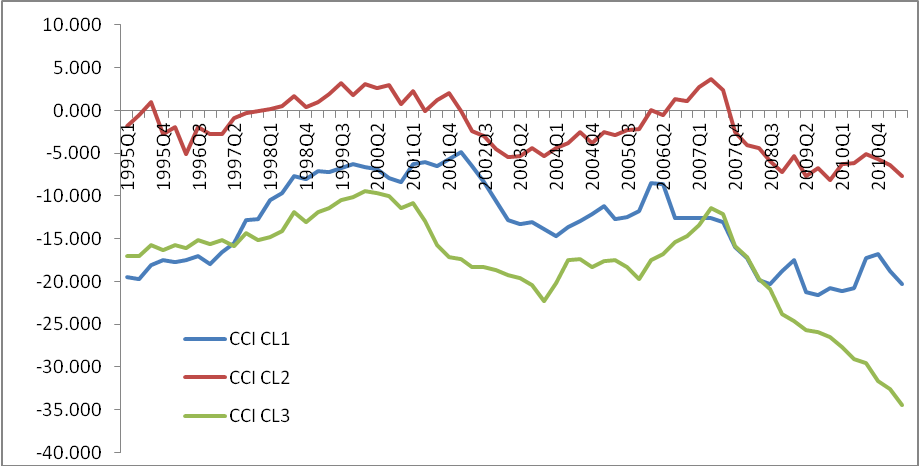 10.000
5.000
0.000
-5.000
-10.000
-15.000
-20.000
-25.000
-30.000
-35.000
-40.000
1995Q1
1995Q4
1996Q3
1997Q2
1998Q1
1998Q4
1999Q3
2000Q2
2001Q1
2001Q4
2002Q3
2003Q2
2004Q1
2004Q4
2005Q3
2006Q2
2007Q1
2007Q4
2008Q3
2009Q2
2010Q1
2010Q4
CCI CL1
CCI CL2
CCI CL3